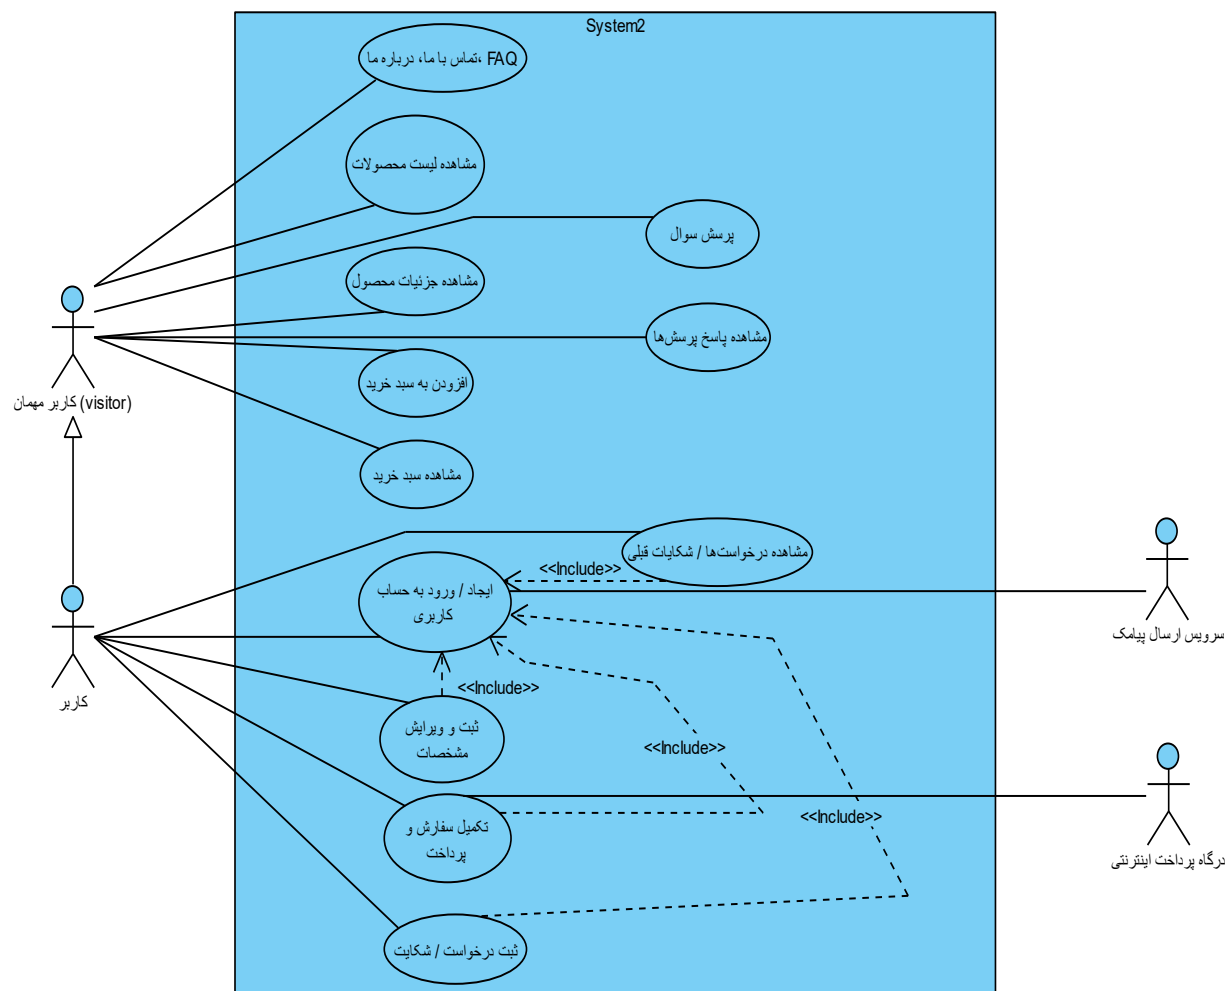 System2
تماس با ما، درباره ما، FAQ
مشاهده لیست محصولات
پرسش سوال
مشاهده جزئیات محصول
مشاهده پاسخ پرسش‌ها
افزودن به سبد خرید
کاربر مهمان (visitor)
مشاهده سبد خرید
مشاهده درخواست‌ها / شکایات قبلی
<<Include>>
ایجاد / ورود به حساب
کاربری
سرویس ارسال پیامک
کاربر
<<Include>>
ثبت و ویرایش
مشخصات
<<Include>>
<<Include>>
تکمیل سفارش و
پرداخت
درگاه پرداخت اینترنتی
ثبت درخواست / شکایت